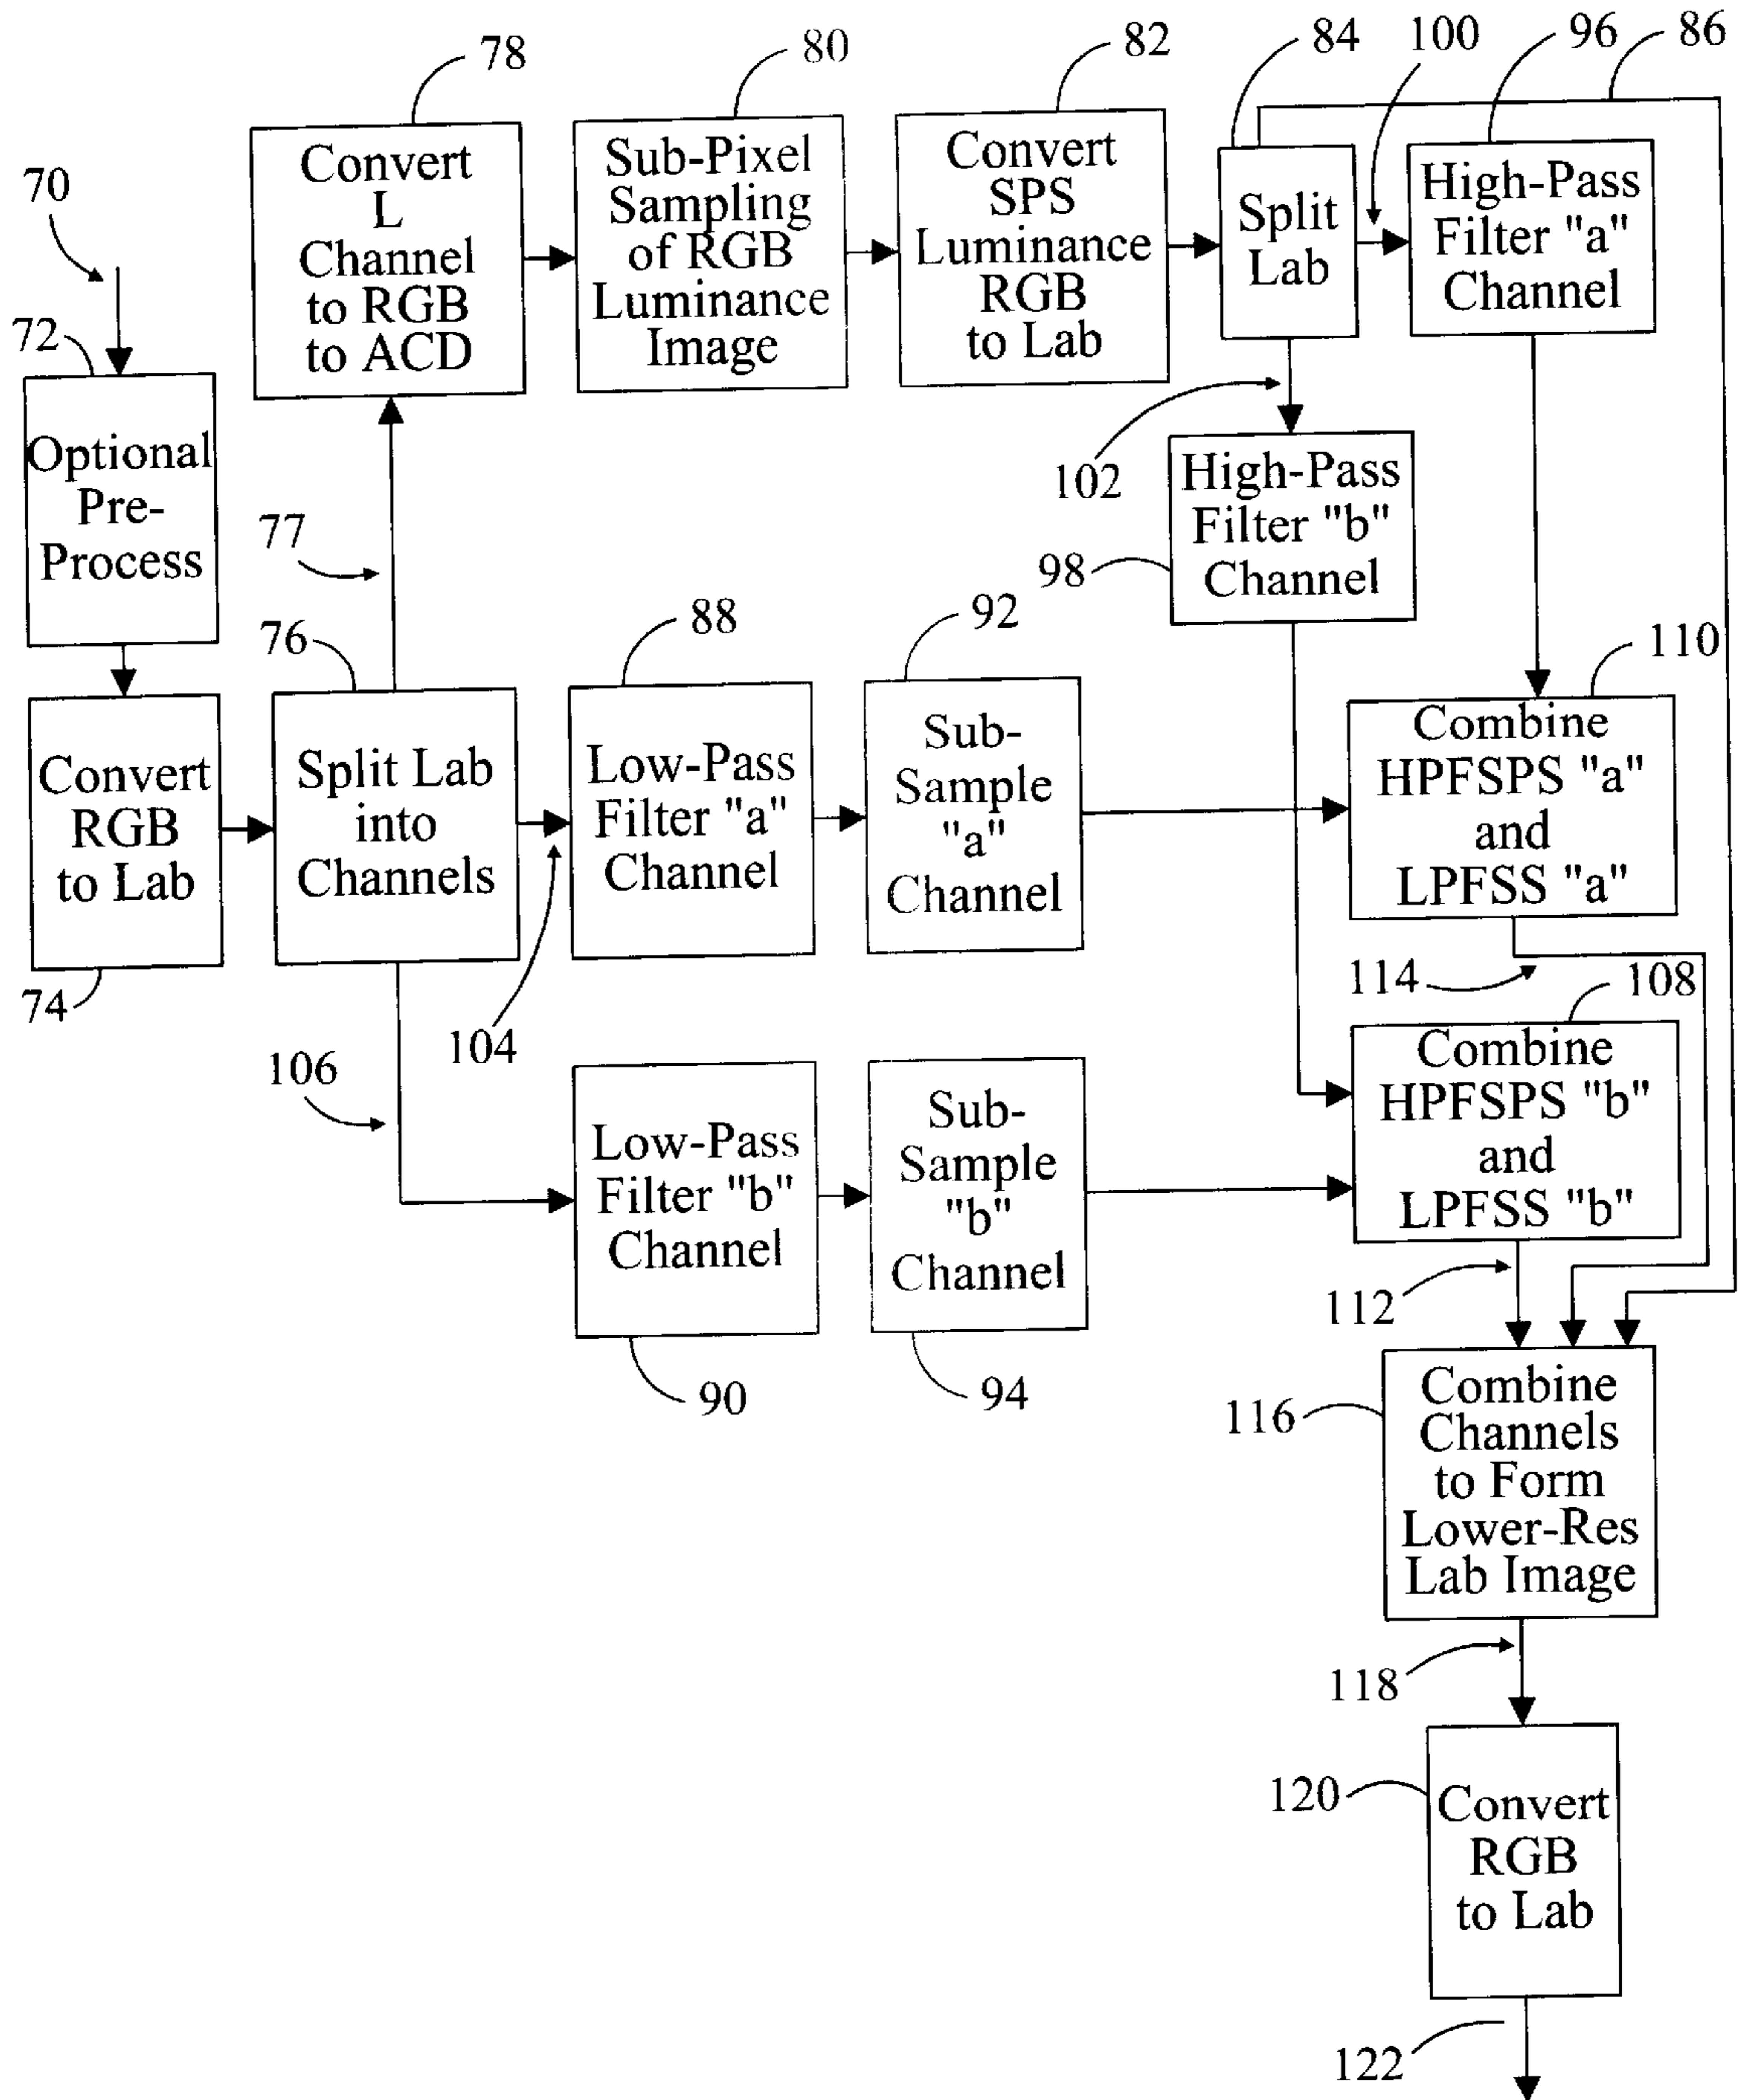 78
80
82
84
100
96
86
70
72
Convert
L
Channel
to RGB
to ACD
Sub-Pixel
Sampling
of RGB
Luminance
Image
Convert
SPS
Luminance
RGB
to Lab
Split
Lab
High-Pass
Filter "a"
Channel
Optional
Pre-
Process
77
102
High-Pass
Filter "b"
Channel
98
76
88
92
110
Convert
RGB
to Lab
74
Split Lab
into
Channels
Low-Pass
Filter "a"
Channel
Sub-
Sample
"a"
Channel
Combine
HPFSPS "a"
and
LPFSS "a"
104
114
108
106
Low-Pass
Filter "b"
Channel
90
Sub-
Sample
"b"
Channel
94
Combine
HPFSPS "b"
and
LPFSS "b"
112
116
Combine
Channels
to Form
Lower-Res
Lab Image
118
120
Convert
RGB
to Lab
122